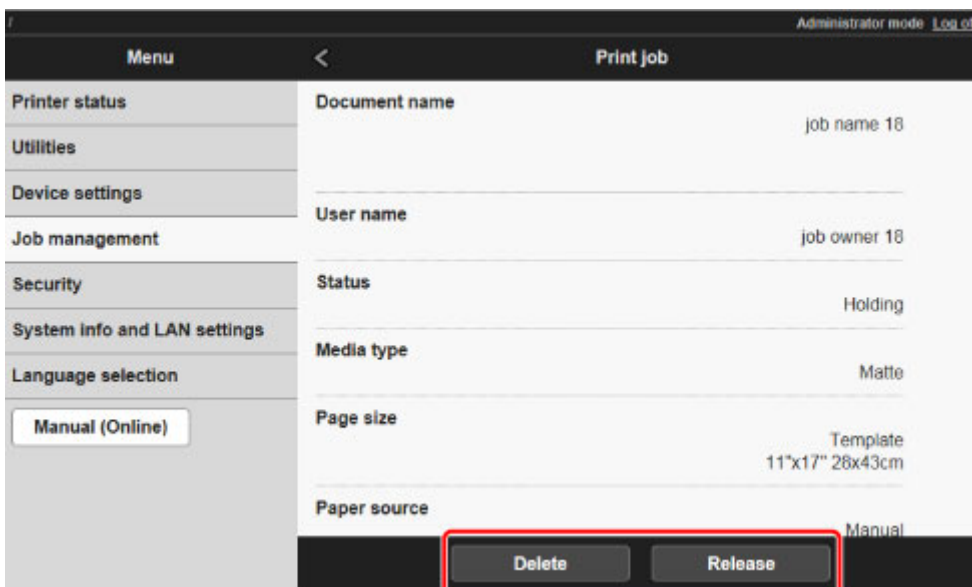 /
Administrator mode Log of
Menu
<
Print job
Printer status
Utilities
Device settings
Job management
Security
System info and LAN settings
Language selection
Manual (Online)
Document name
job name 18
User name
job owner 18
Status
Holding
Media type
Matte
Page size
Template
11"x17" 28x43cm
Paper source
Manual
Delete
Release